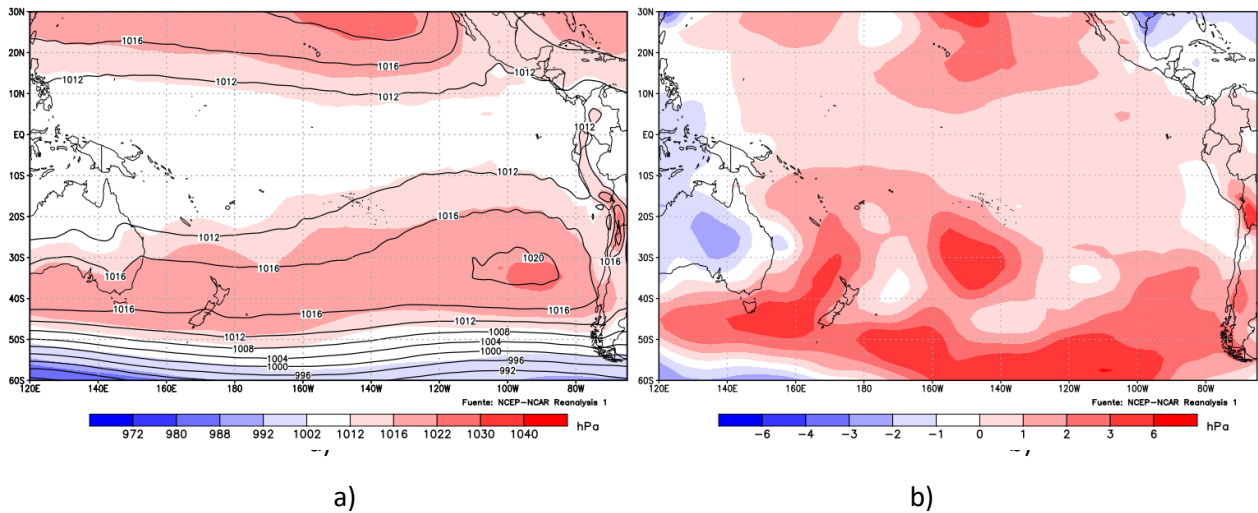 30N 1016 1016 30N
20N 20N
1012 1012 1012
10N 10N
1012
EQ EQ
1012
10S 10S
1016
20S 20S
1012
1016 1016
30S 1016 1020 30S
40S 1016 1016 1016 40S
1012 1012
50S 1008 1004 1000 1008 1004 1000 50S
996 996 992
60S 60S
120E 140E 160E 180 160W 140W 120W 100W 80W 120E 140E 160E 180 160W 140W 120W 100W 80W
Fuente: NCEP-NCAR Reanalysis 1 Fuente: NCEP-NCAR Reanalysis 1
972 980 988 992 1002 1012 1016 1022 1030 1040 hPa -6 -4 -3 -2 -1 0 1 2 3 6 hPa
a) b)